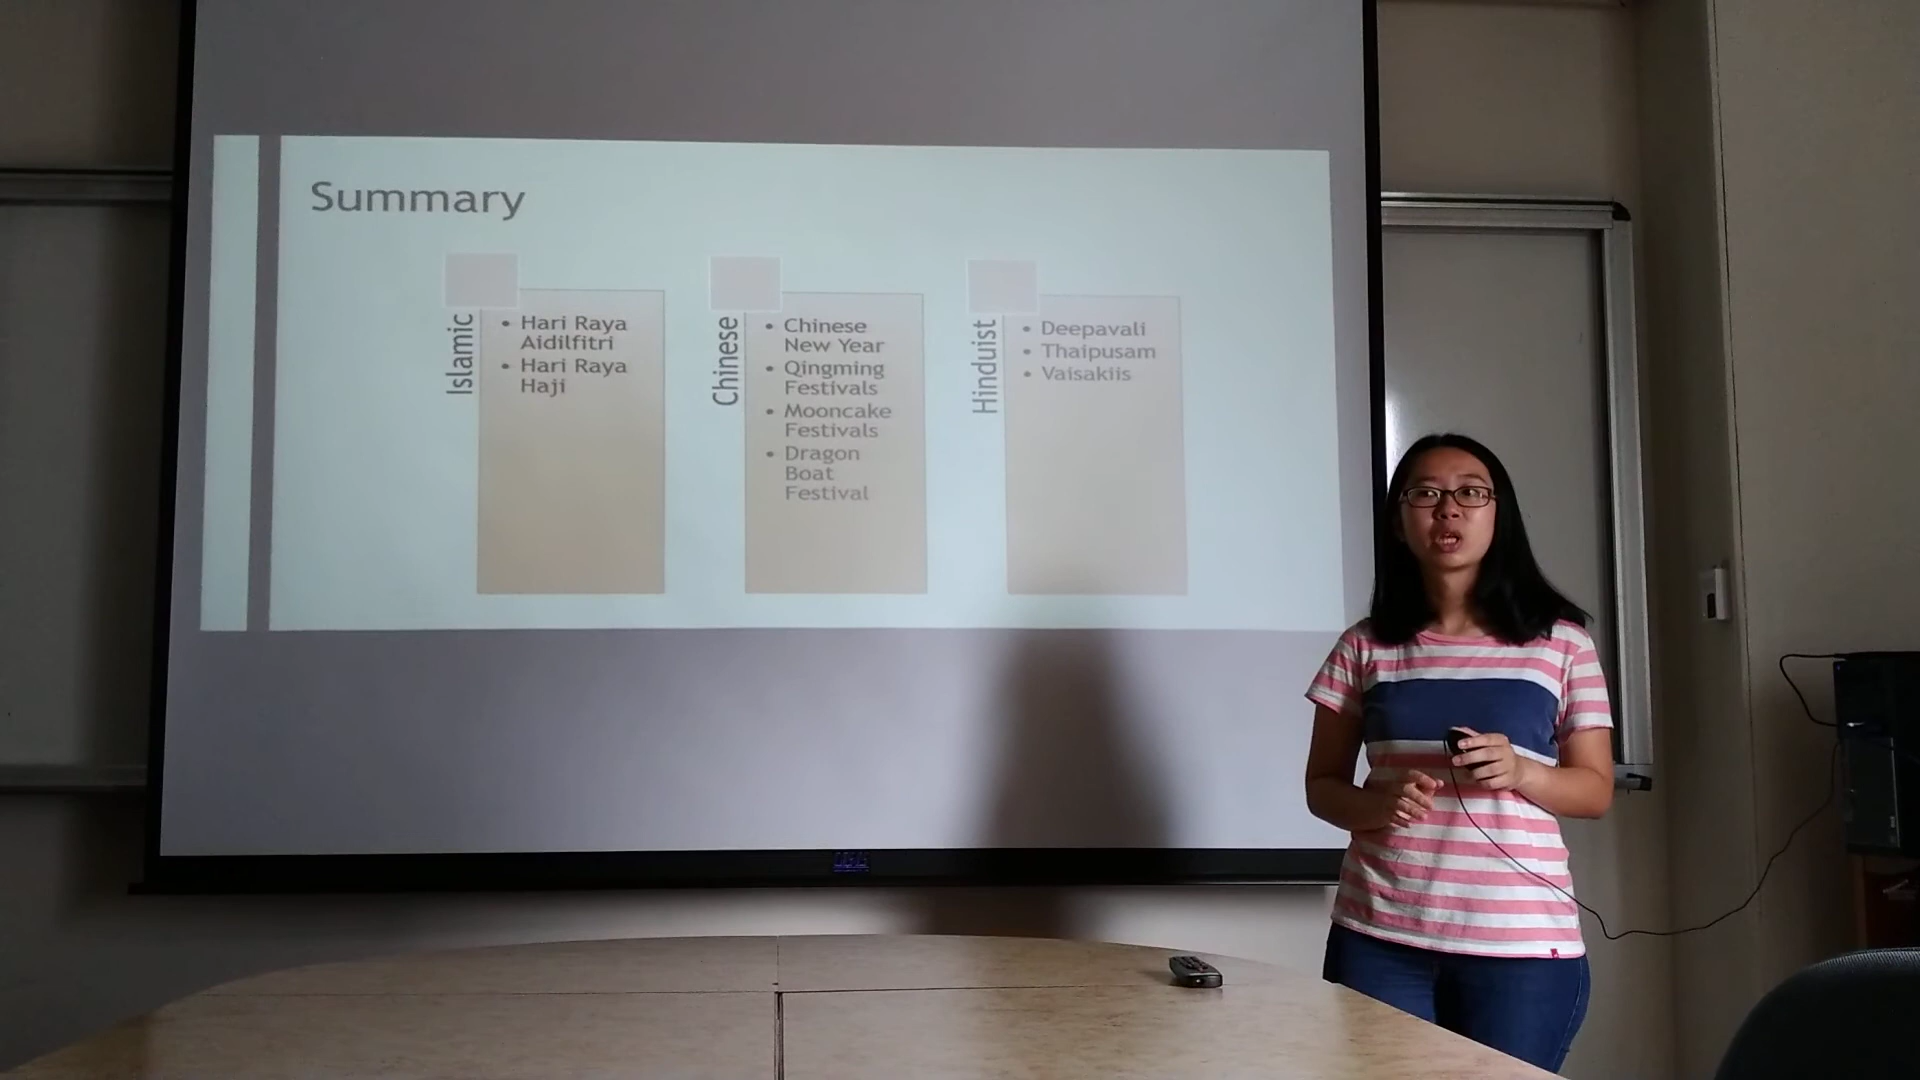 Summary
Islamic
• Hari Raya
Aidilfitri
• Hari Raya
Haji
Chinese
• Chinese
New Year
• Qingming
Festivals
• Mooncake
Festivals
• Dragon
Boat
Festival
Hinduist
• Deepavali
• Thaipusam
• Vaisakiis